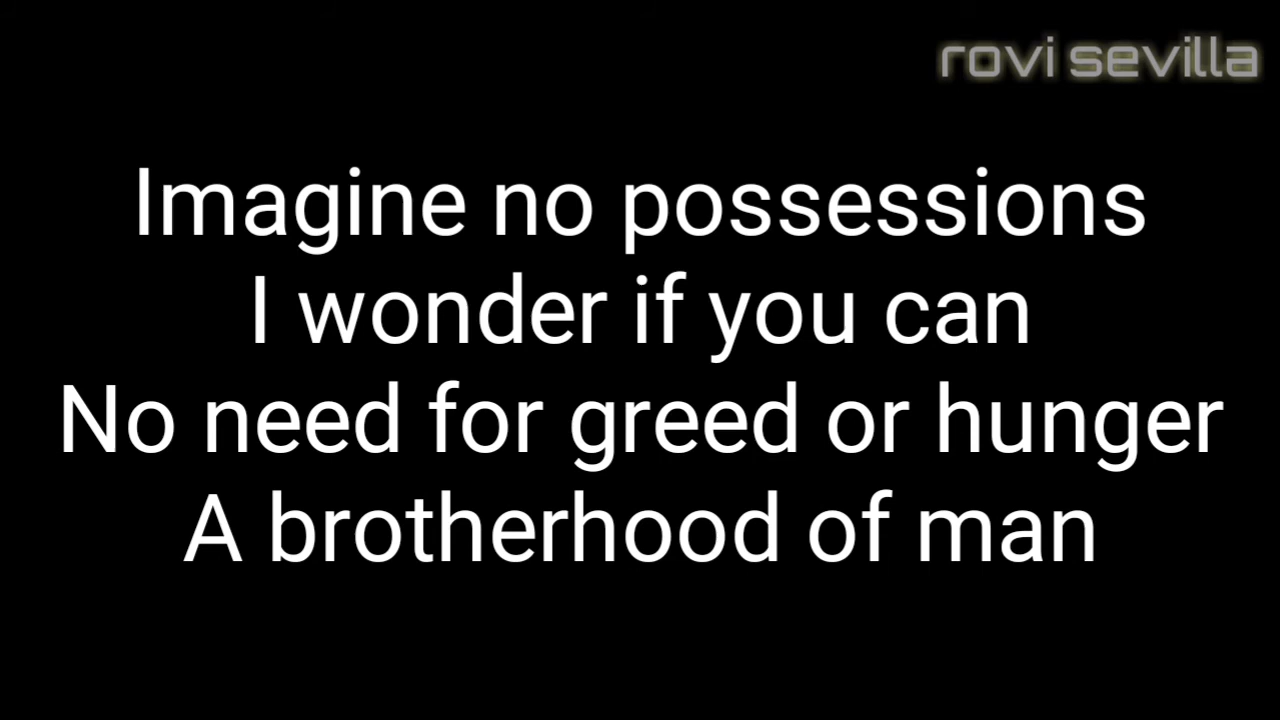 rovi sevilla
Imagine no possessions
I wonder if you can
No need for greed or hunger
A brotherhood of man